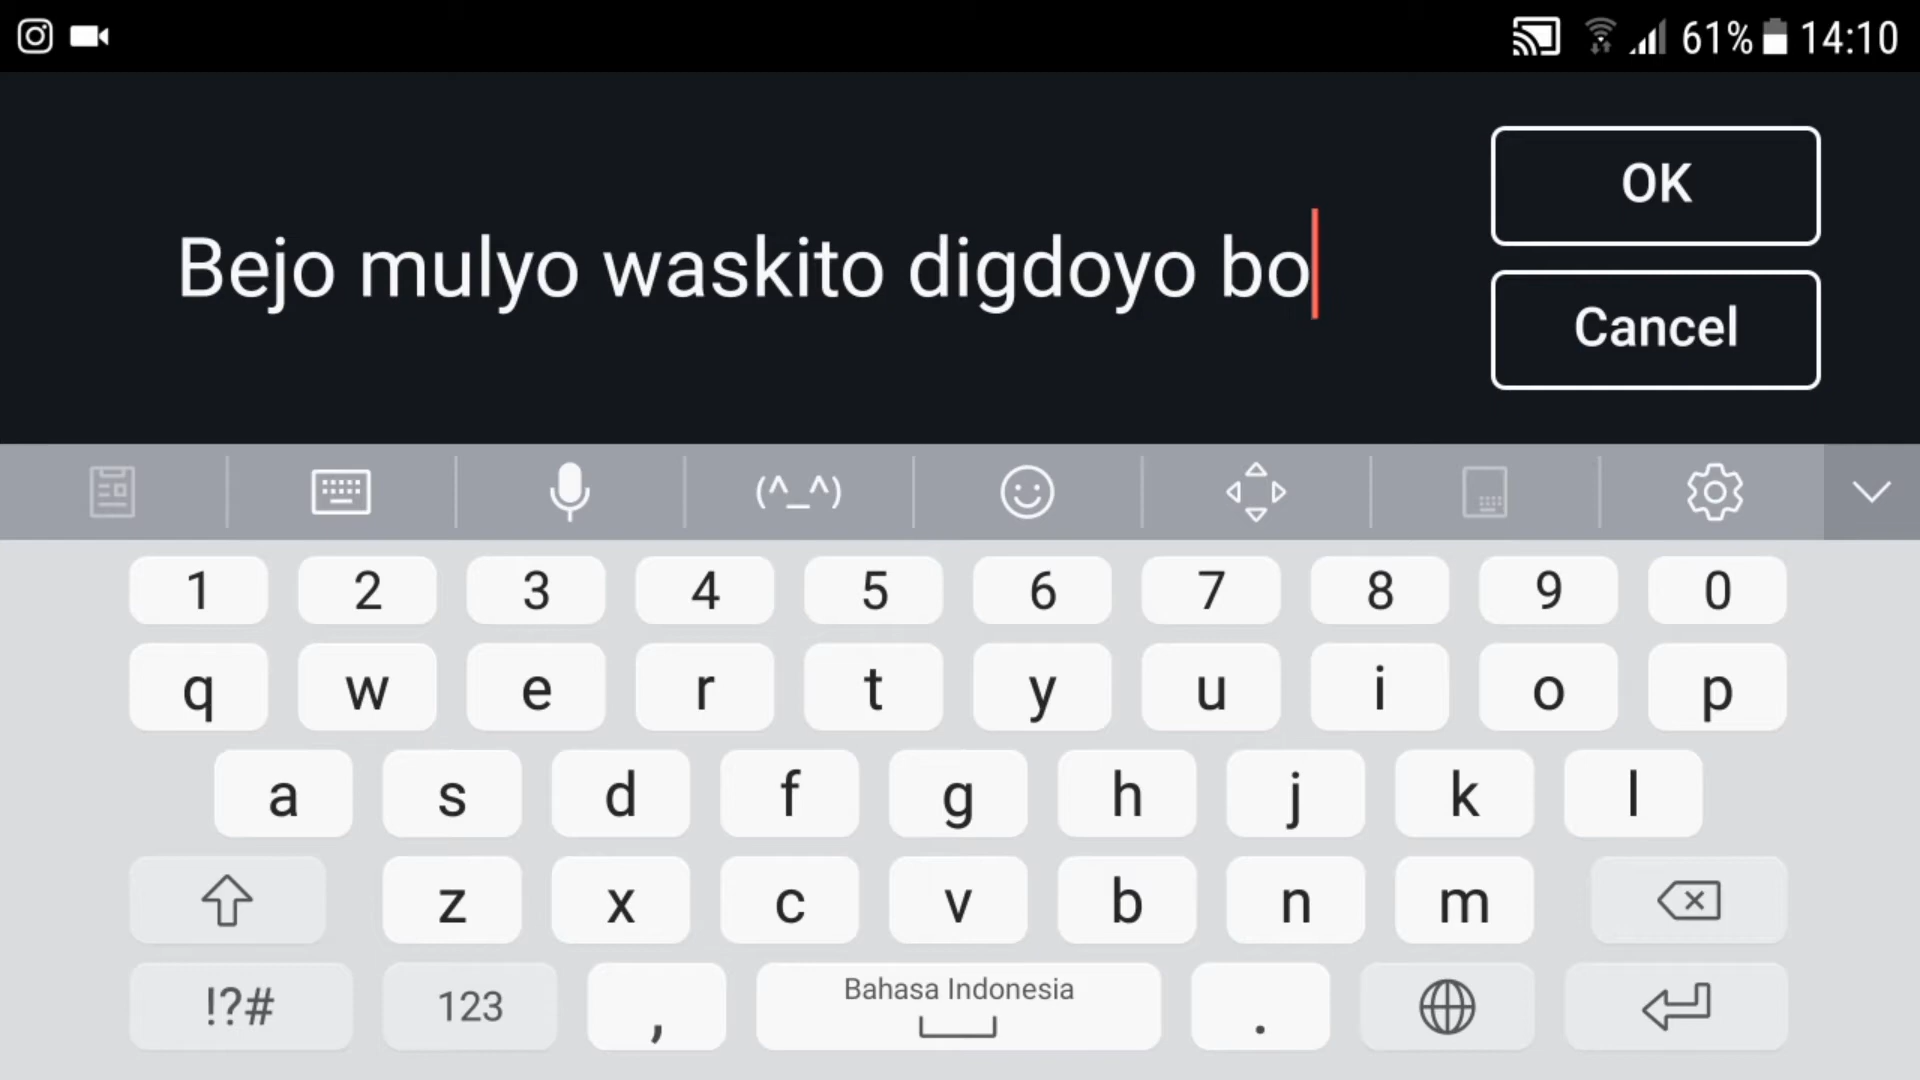 61% 14:10
OK
Bejo mulyo waskito digdoyo bo
Cancel
(^_^)
1 2 3 4 5 6 7 8 9 0
q w e r t y u i o p
a s d f g h j k l
z x c v b n m
!?# 123 , Bahasa Indonesia .